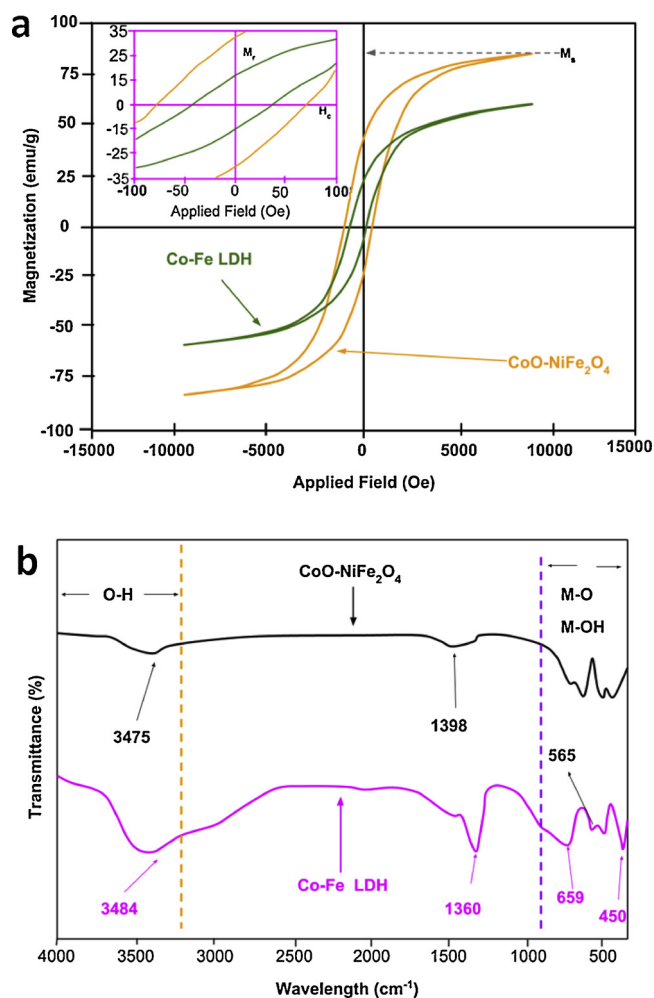 a
100
75
50
25
0
-25
-50
-75
-100
Magnetization (emu/g)
-15000 -10000 -5000 0 5000 10000 15000
Applied Field (Oe)
35
25
15
0
-15
-25
-35
-100 -50 0 50 100
Applied Field (Oe)
Mr
Hc
Ms
Co-Fe LDH
CoO-NiFe2O4
b
Transmittance (%)
O-H
CoO-NiFe2O4
M-O
M-OH
3475
1398
565
3484
Co-Fe LDH
1360
659
450
4000 3500 3000 2500 2000 1500 1000 500
Wavelength (cm-1)